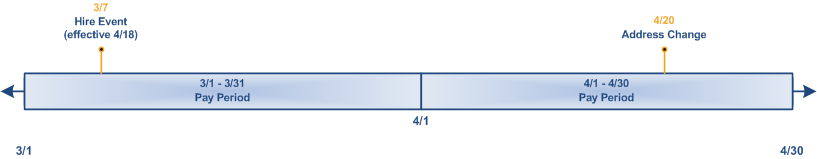 3/7
Hire Event
(effective 4/18)
4/20
Address Change
3/1 - 3/31
Pay Period
4/1 - 4/30
Pay Period
4/1
3/1
4/30